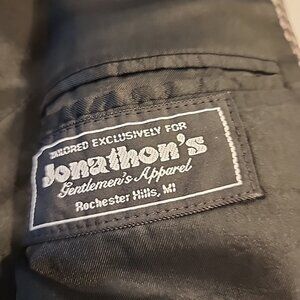 TAILORED EXCLUSIVELY FOR
Jonathon's
Gentlemen's Apparel
Rochester Hills, MI